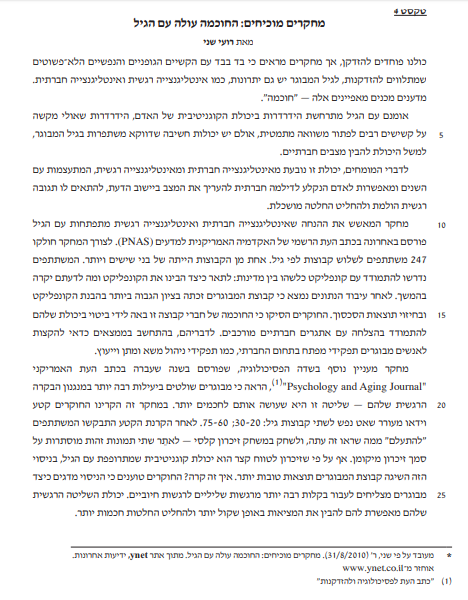 טקסט 4
מחקרים מוכיחים: החוכמה עולה עם הגיל
מאת רועי שני
כולנו פוחדים להזדקן, אך מחקרים מראים כי בד בבד עם הקשיים הגופניים והנפשיים הלא־פשוטים
שמתלווים להזדקנות, לגיל המבוגר יש גם יתרונות, כמו אינטליגנצייה רגשית ואינטליגנצייה חברתית.
מדענים מכנים מאפיינים אלה – "חוכמה".
אומנם עם הגיל מתרחשת הידרדרות ביכולת הקוגניטיבית של האדם, הידרדרות שאולי מקשה
5 על קשישים רבים לפתור משוואה מתמטית, אולם יש יכולות חשיבה שדווקא משתפרות בגיל המבוגר,
למשל היכולת להבין מצבים חברתיים.
לדברי המומחים, יכולת זו נובעת מאינטליגנצייה חברתית ומאינטליגנצייה רגשית, המתעצמות עם
השנים ומאפשרות לאדם הנקלע לדילמה חברתית להעריך את המצב ביישוב הדעת, להתאים לו תגובה
רגשית הולמת ולהחליט החלטה מושכלת.
10 מחקר המאשש את ההנחה שאינטליגנצייה חברתית ואינטליגנצייה רגשית מתפתחות עם הגיל
פורסם באחרונה בכתב העת הרשמי של האקדמיה האמריקנית למדעים (PNAS). לצורך המחקר חולקו
247 משתתפים לשלוש קבוצות לפי גיל. אחת מן הקבוצות הייתה של בני שישים ויותר. המשתתפים
נדרשו להתמודד עם קונפליקט כלשהו בין מדינות: לתאר כיצד הבינו את הקונפליקט ומה לדעתם יקרה
בהמשך. לאחר עיבוד הנתונים נמצא כי קבוצת המבוגרים זכתה בציון הגבוה ביותר בהבנת הקונפליקט
15 ובחיזוי תוצאות הסכסוך. החוקרים הסיקו כי החוכמה של חברי קבוצה זו באה לידי ביטוי ביכולת שלהם
להתמודד בהצלחה עם אתגרים חברתיים מורכבים. לדבריהם, בהתחשב בממצאים כדאי להקצות
לאנשים מבוגרים תפקידי מפתח בתחום החברתי, כמו תפקידי ניהול משא ומתן וייעוץ.
מחקר מעניין נוסף בשדה הפסיכולוגיה, שפורסם בשנה שעברה בכתב העת האמריקני
"Psychology and Aging Journal"(1), הראה כי מבוגרים שולטים ביעילות רבה יותר במנגנון הבקרה
20 הרגשית שלהם – שליטה זו היא שעושה אותם לחכמים יותר. במחקר זה הקרינו החוקרים קטע
וידאו מעורר שאט נפש לשתי קבוצות גיל: 30-20; 75-60. לאחר הקרנת הקטע התבקשו המשתתפים
"להתעלם" ממה שראו זה עתה, ולשחק במשחק זיכרון קלסי – לאתֵר שתי תמונות זהות מוסתרות על
סמך זיכרון מיקומן. אף על פי שזיכרון לטווח קצר הוא יכולת קוגניטיבית שמתרופפת עם הגיל, בניסוי
הזה השיגה קבוצת המבוגרים תוצאות טובות יותר. איך זה קרה? החוקרים טוענים כי הניסוי מדגים כיצד
25 מבוגרים מצליחים לעבור בקלות רבה יותר מרגשות שליליים לרגשות חיוביים. יכולת השליטה הרגשית
שלהם מאפשרת להם להבין את המציאות באופן שקול יותר ולהחליט החלטות חכמות יותר.
* מעובד על פי שני, ר' (31/8/2010). מחקרים מוכיחים: החוכמה עולה עם הגיל. מתוך אתר ynet, ידיעות אחרונות.
אוחזר מ־www.ynet.co.il
(1) "כתב העת לפסיכולוגיה ולהזדקנות"